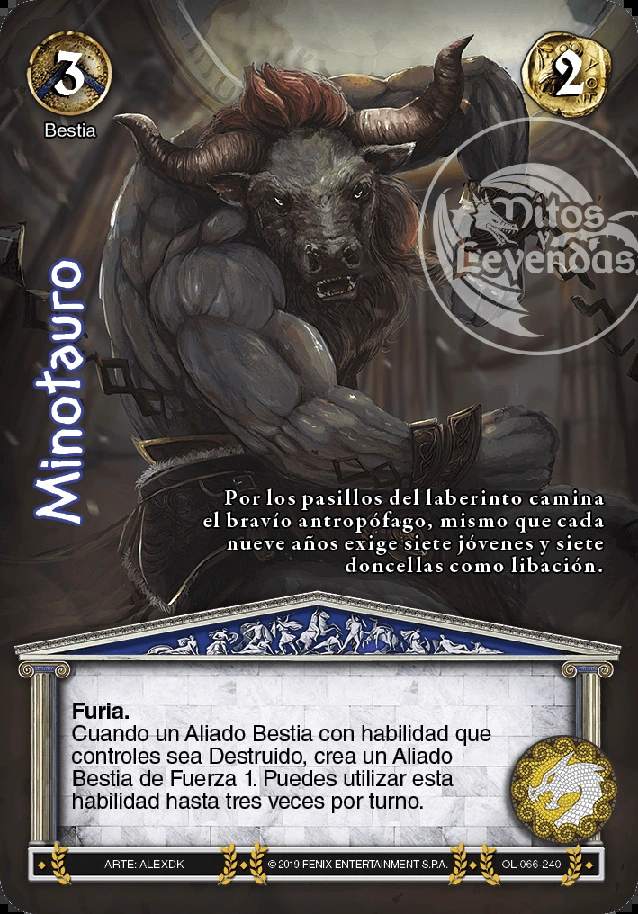 3
2
Bestia
Mitos
y
Leyendas
Minotauro
Por los pasillos del laberinto camina
el bravío antropófago, mismo que cada
nueve años exige siete jóvenes y siete
doncellas como libación.
Furia.
Cuando un Aliado Bestia con habilidad que
controles sea Destruido, crea un Aliado
Bestia de Fuerza 1. Puedes utilizar esta
habilidad hasta tres veces por turno.
ARTE: ALEXDK
© 2019 FENIX ENTERTAINMENT S.P.A.
OL-066-240